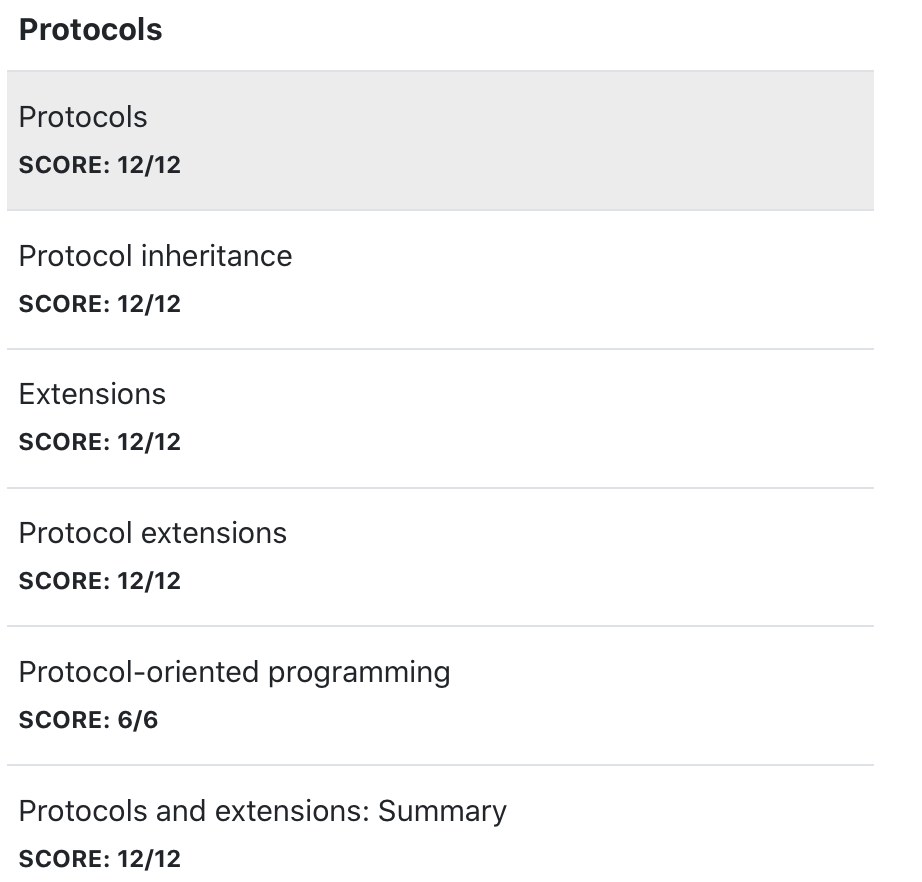 Protocols
Protocols
SCORE: 12/12
Protocol inheritance
SCORE: 12/12
Extensions
SCORE: 12/12
Protocol extensions
SCORE: 12/12
Protocol-oriented programming
SCORE: 6/6
Protocols and extensions: Summary
SCORE: 12/12